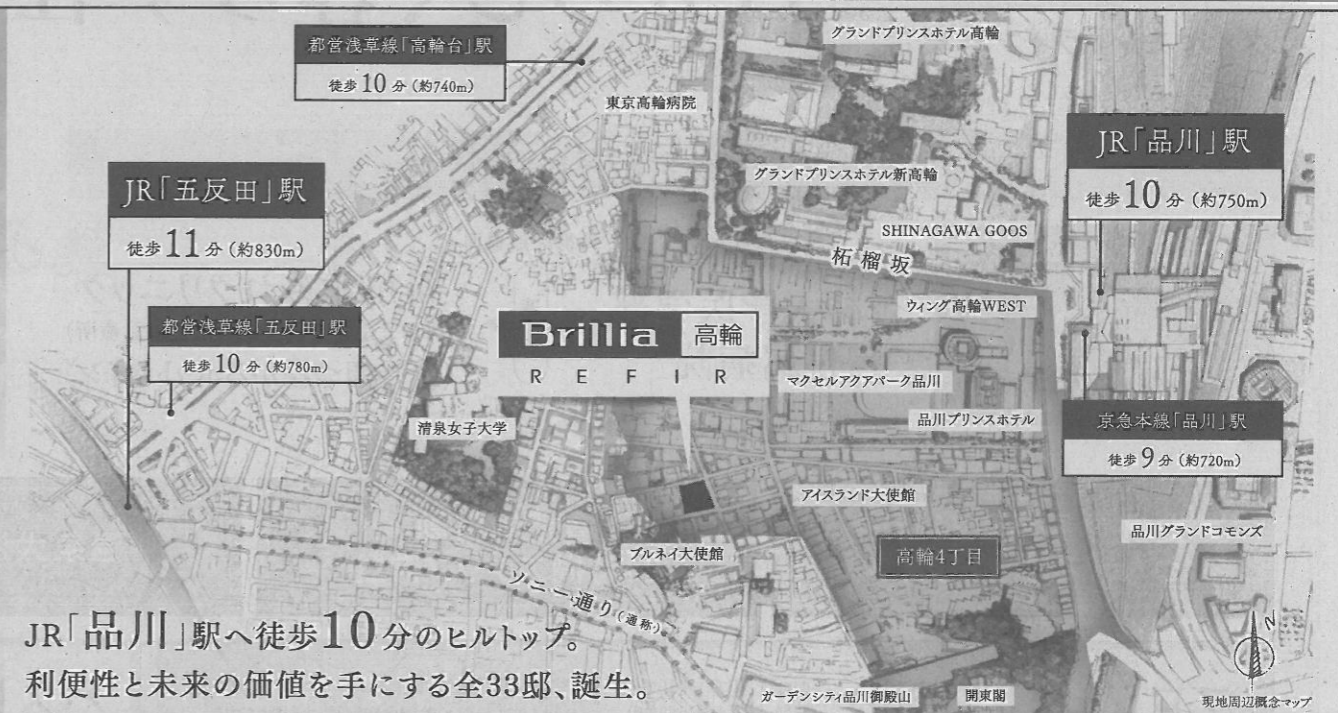 都営浅草線「高輪台」駅
徒歩10分（約740m）
グランドプリンスホテル高輪
東京高輪病院
JR「品川」駅
徒歩10分（約750m）
JR「五反田」駅
徒歩11分（約830m）
グランドプリンスホテル新高輪
SHINAGAWA GOOS
柘榴坂
ウィング高輪WEST
都営浅草線「五反田」駅
徒歩10分（約780m）
Brillia 高輪
REFIR
マクセルアクアパーク品川
品川プリンスホテル
京急本線「品川」駅
徒歩9分（約720m）
清泉女子大学
アイスランド大使館
品川グランドコモンズ
ブルネイ大使館
高輪4丁目
ソニー通り(通称)
JR「品川」駅へ徒歩10分のヒルトップ。
利便性と未来の価値を手にする全33邸、誕生。
ガーデンシティ品川御殿山
開東閣
N
現地周辺概念マップ